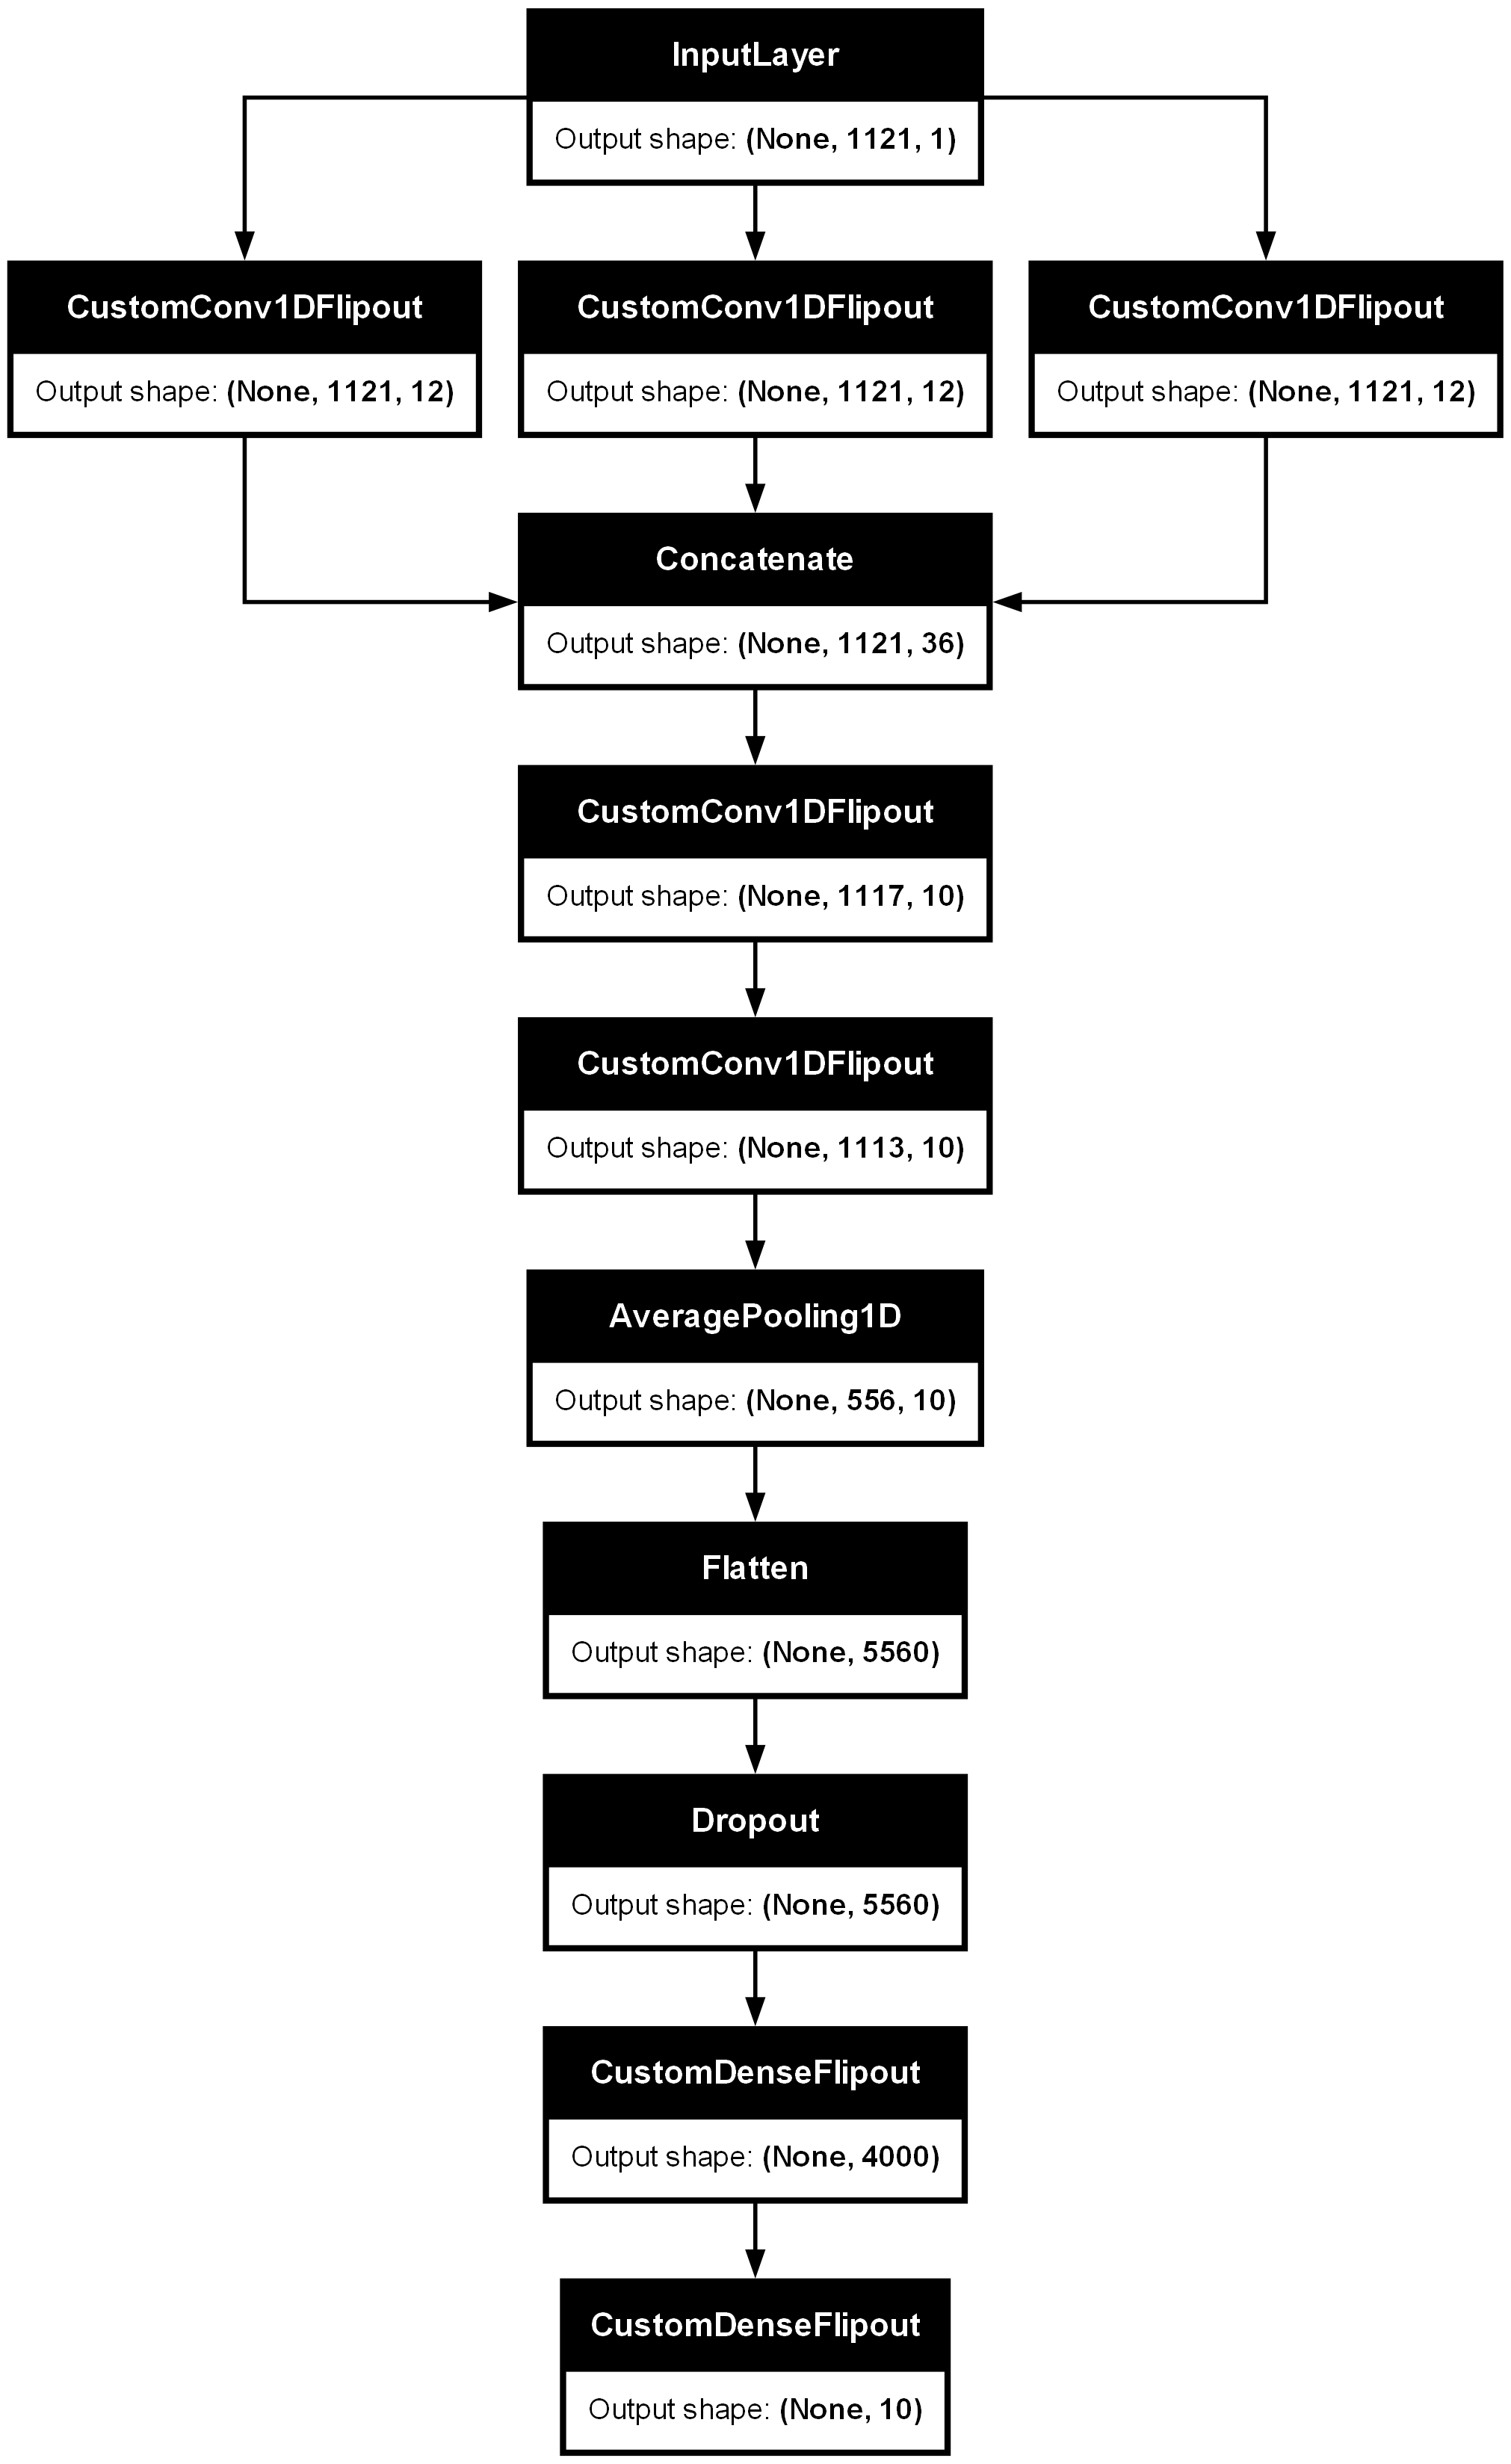 InputLayer
Output shape: (None, 1121, 1)
CustomConv1DFlipout
Output shape: (None, 1121, 12)
CustomConv1DFlipout
Output shape: (None, 1121, 12)
CustomConv1DFlipout
Output shape: (None, 1121, 12)
Concatenate
Output shape: (None, 1121, 36)
CustomConv1DFlipout
Output shape: (None, 1117, 10)
CustomConv1DFlipout
Output shape: (None, 1113, 10)
AveragePooling1D
Output shape: (None, 556, 10)
Flatten
Output shape: (None, 5560)
Dropout
Output shape: (None, 5560)
CustomDenseFlipout
Output shape: (None, 4000)
CustomDenseFlipout
Output shape: (None, 10)